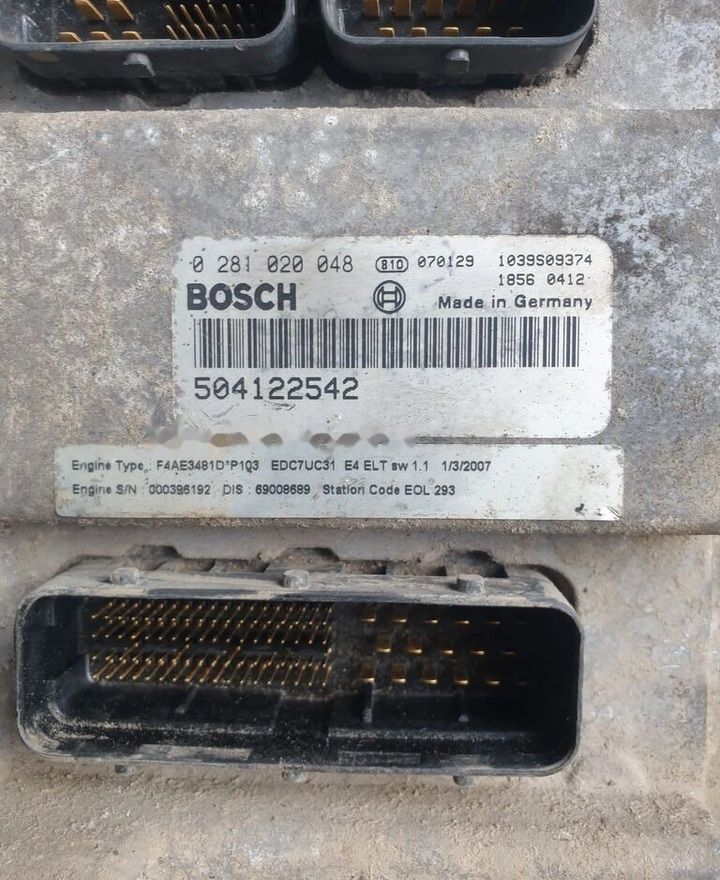 0 281 020 048 810 070129 1039S09374
1856 0412
BOSCH Made in Germany
504122542
Engine Type : F4AE3481D*P103 EDC7UC31 E4 ELT sw 1.1 1/3/2007
Engine S/N : 000396192 DIS : 69008689 Station Code EOL 293